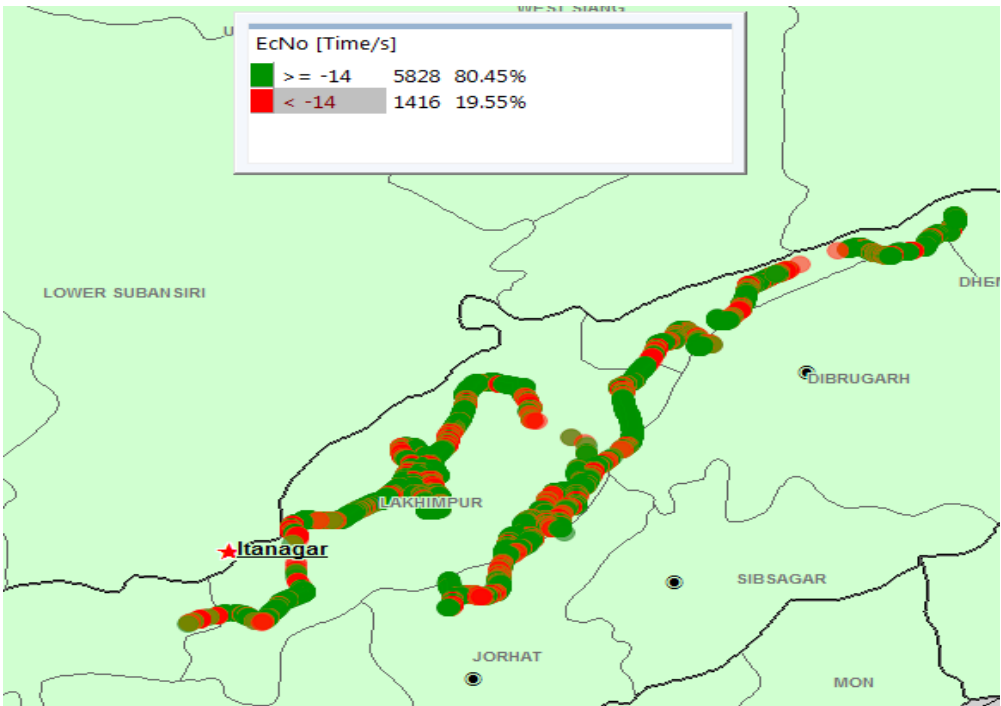 WEST SIANG
U
EcNo [Time/s]
>= -14 5828 80.45%
< -14 1416 19.55%
LOWER SUBANSIRI
DHEM
DIBRUGARH
LAKHIMPUR
Itanagar
SIBSAGAR
JORHAT
MON